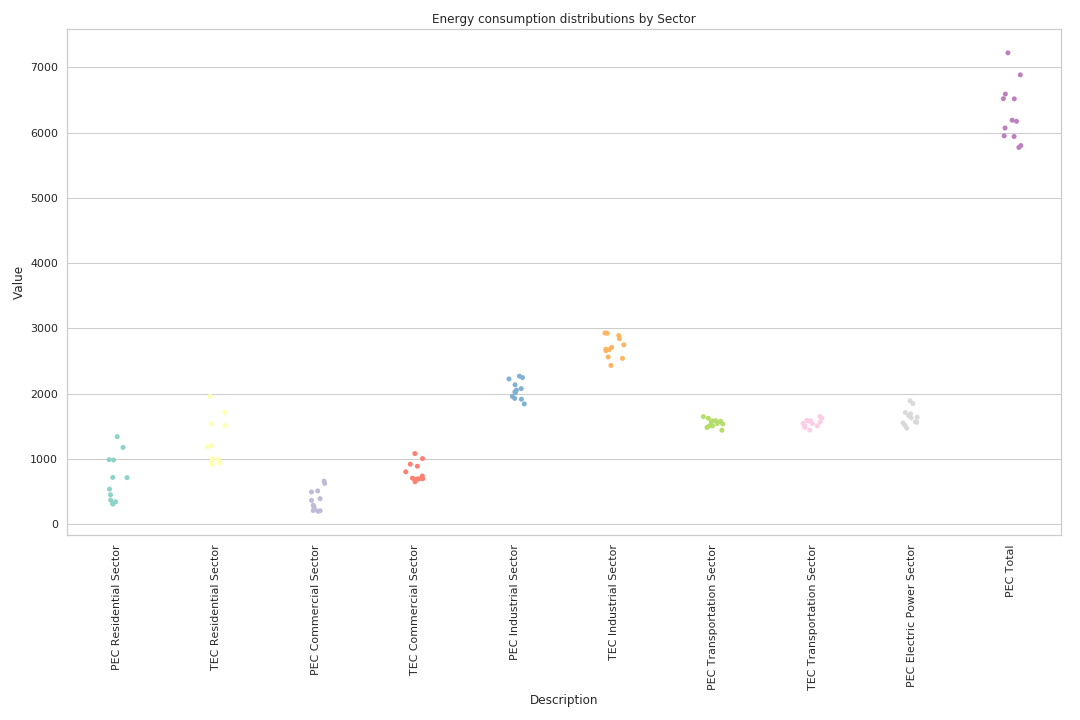 Energy consumption distributions by Sector
7000
6000
5000
4000
3000
2000
1000
0
Value
PEC Residential Sector
TEC Residential Sector
PEC Commercial Sector
TEC Commercial Sector
PEC Industrial Sector
TEC Industrial Sector
PEC Transportation Sector
TEC Transportation Sector
PEC Electric Power Sector
PEC Total
Description